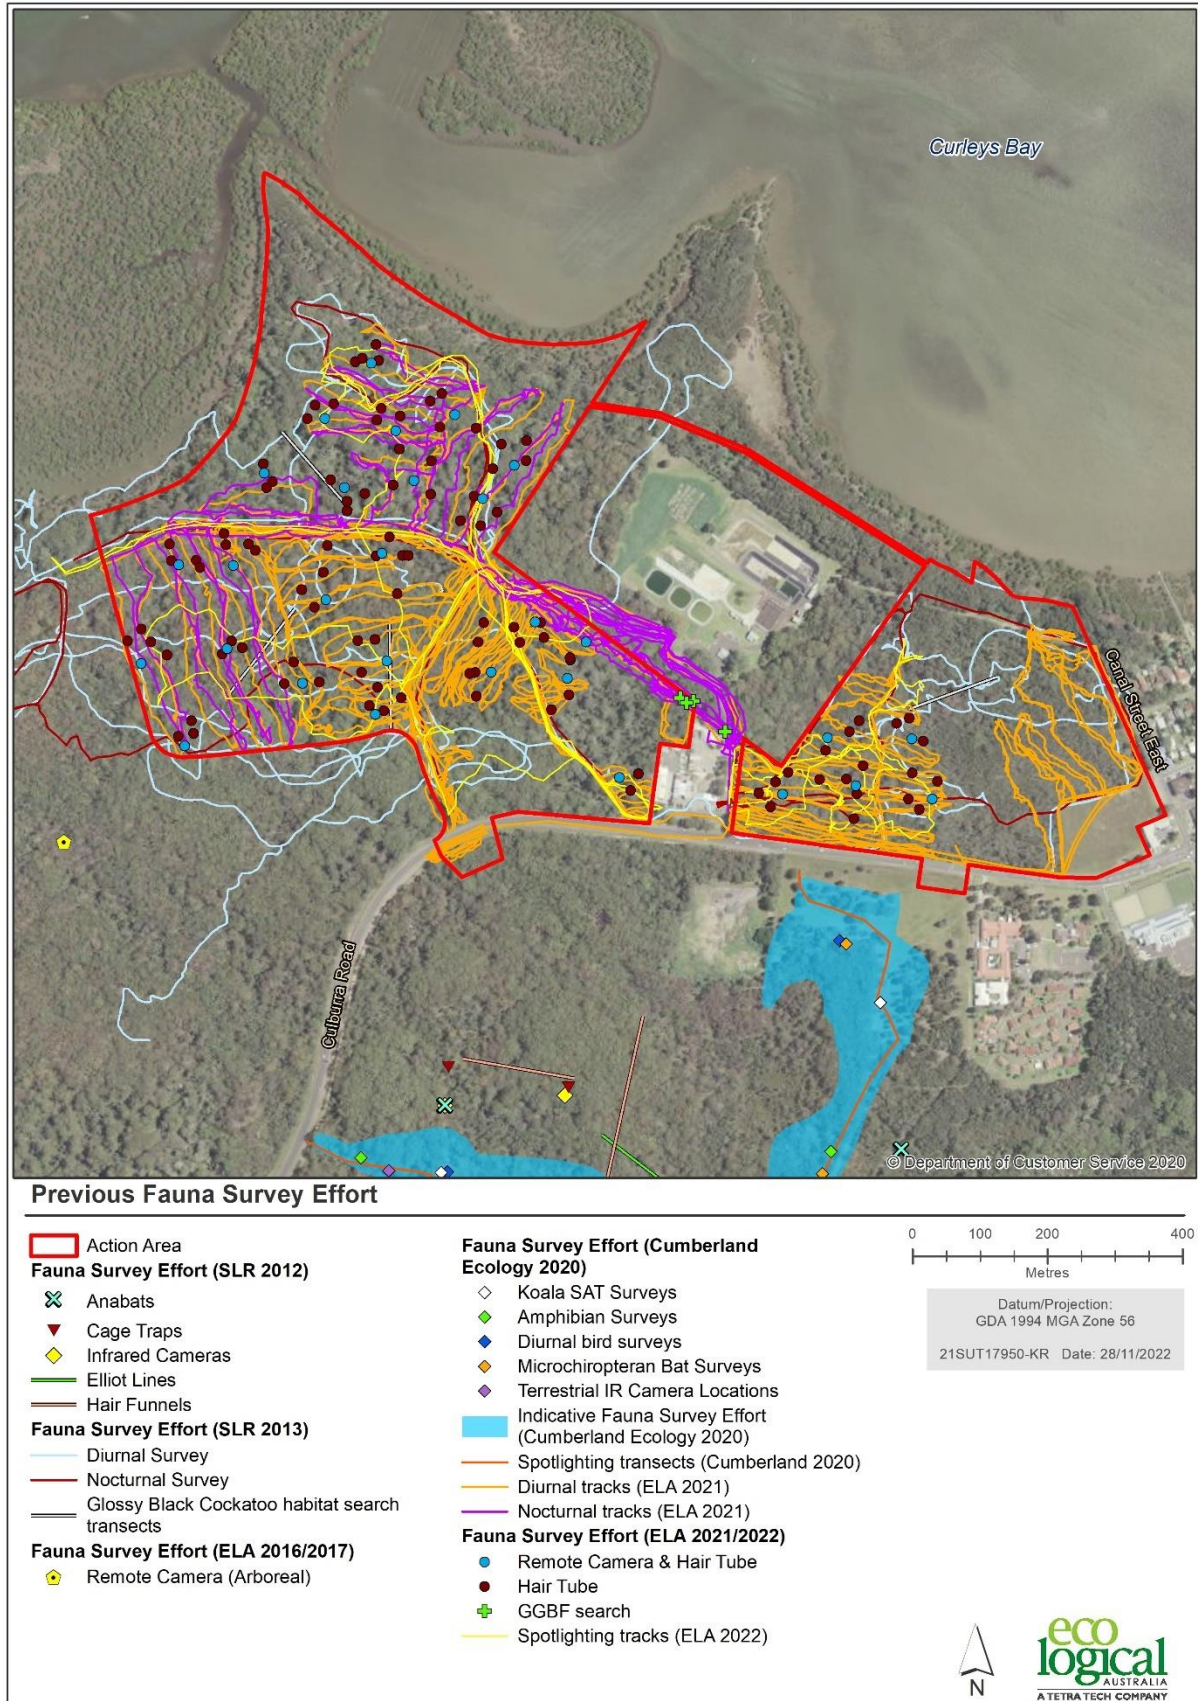 Curleys Bay
Canal Street East
Culburra Road
© Department of Customer Service 2020
Previous Fauna Survey Effort
Action Area
Fauna Survey Effort (SLR 2012)
Anabats
Cage Traps
Infrared Cameras
Elliot Lines
Hair Funnels
Fauna Survey Effort (SLR 2013)
Diurnal Survey
Nocturnal Survey
Glossy Black Cockatoo habitat search
transects
Fauna Survey Effort (ELA 2016/2017)
Remote Camera (Arboreal)
Fauna Survey Effort (Cumberland
Ecology 2020)
Koala SAT Surveys
Amphibian Surveys
Diurnal bird surveys
Microchiropteran Bat Surveys
Terrestrial IR Camera Locations
Indicative Fauna Survey Effort
(Cumberland Ecology 2020)
Spotlighting transects (Cumberland 2020)
Diurnal tracks (ELA 2021)
Nocturnal tracks (ELA 2021)
Fauna Survey Effort (ELA 2021/2022)
Remote Camera & Hair Tube
Hair Tube
GGBF search
Spotlighting tracks (ELA 2022)
0 100 200 400
Metres
Datum/Projection:
GDA 1994 MGA Zone 56
21SUT17950-KR Date: 28/11/2022
N
eco
logical
AUSTRALIA
A TETRA TECH COMPANY